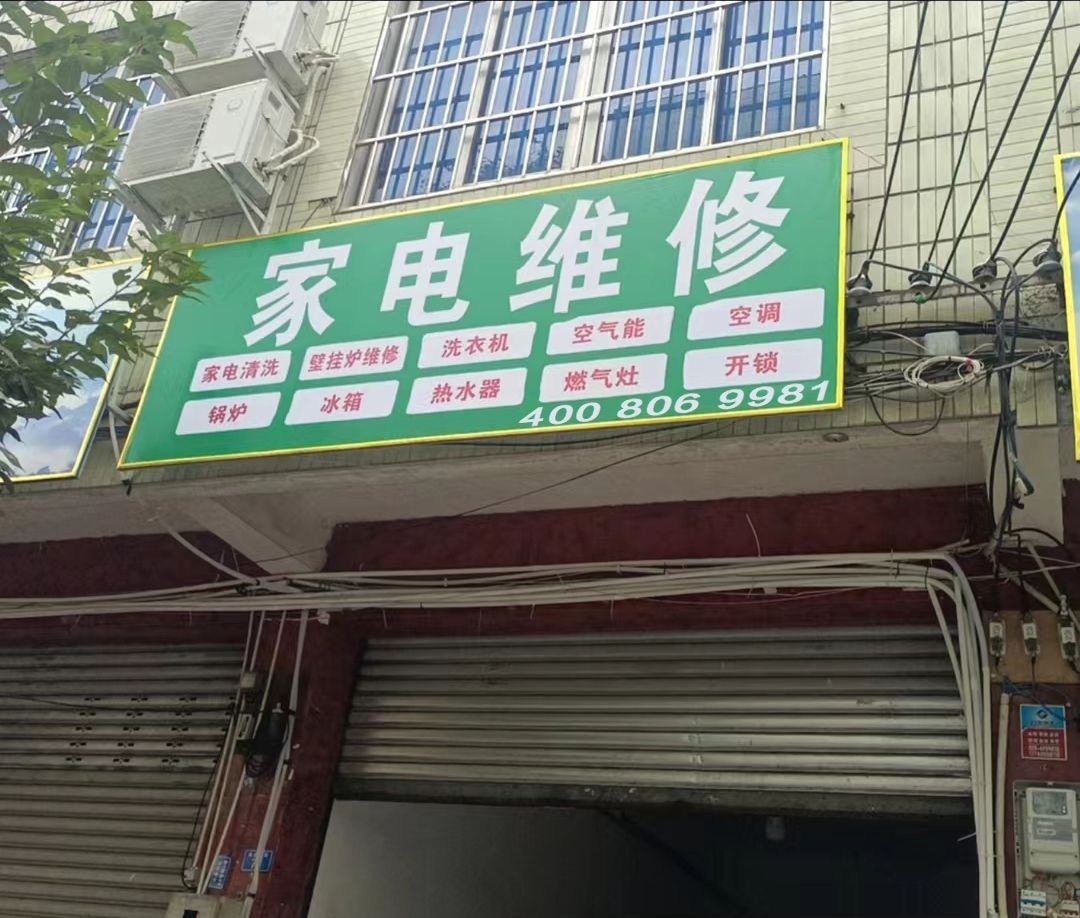 家电维修
家电清洗 壁挂炉维修 洗衣机 空气能 空调
锅炉 冰箱 热水器 燃气灶 开锁
400 806 9981